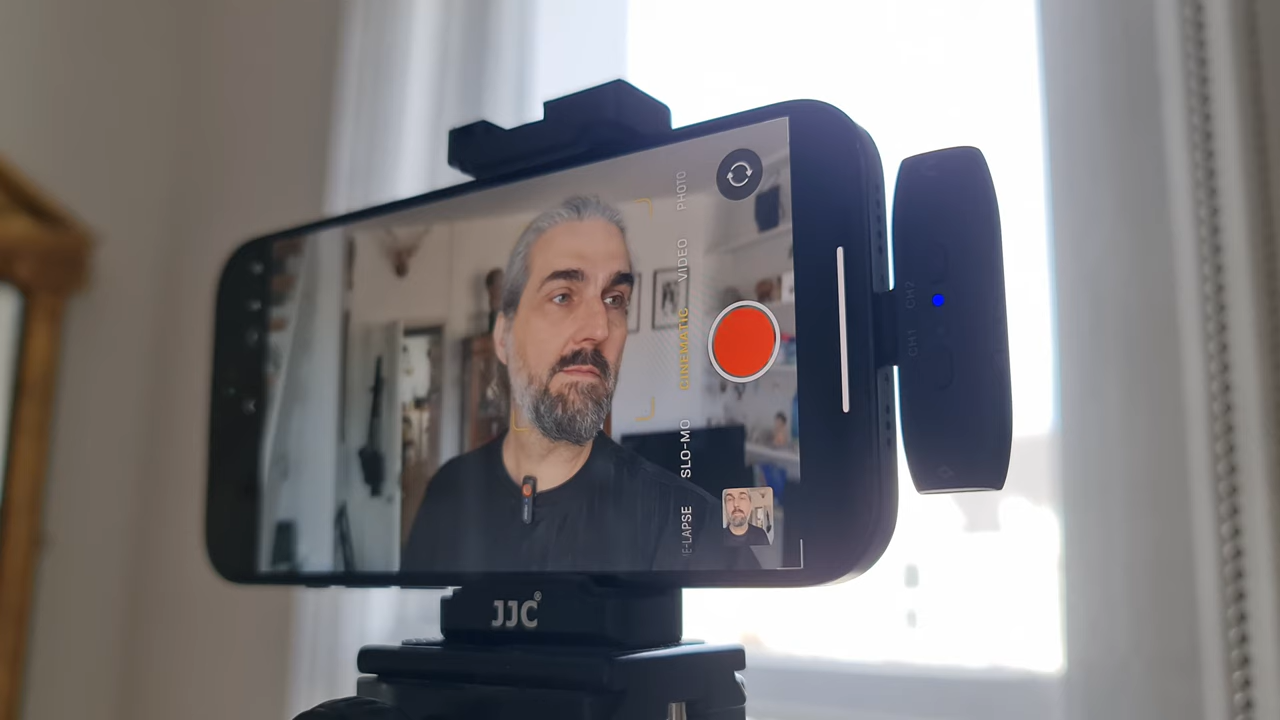 PHOTO
VIDEO
CINEMATIC
SLO-MO
E-LAPSE
CH1 CH2
JJC®